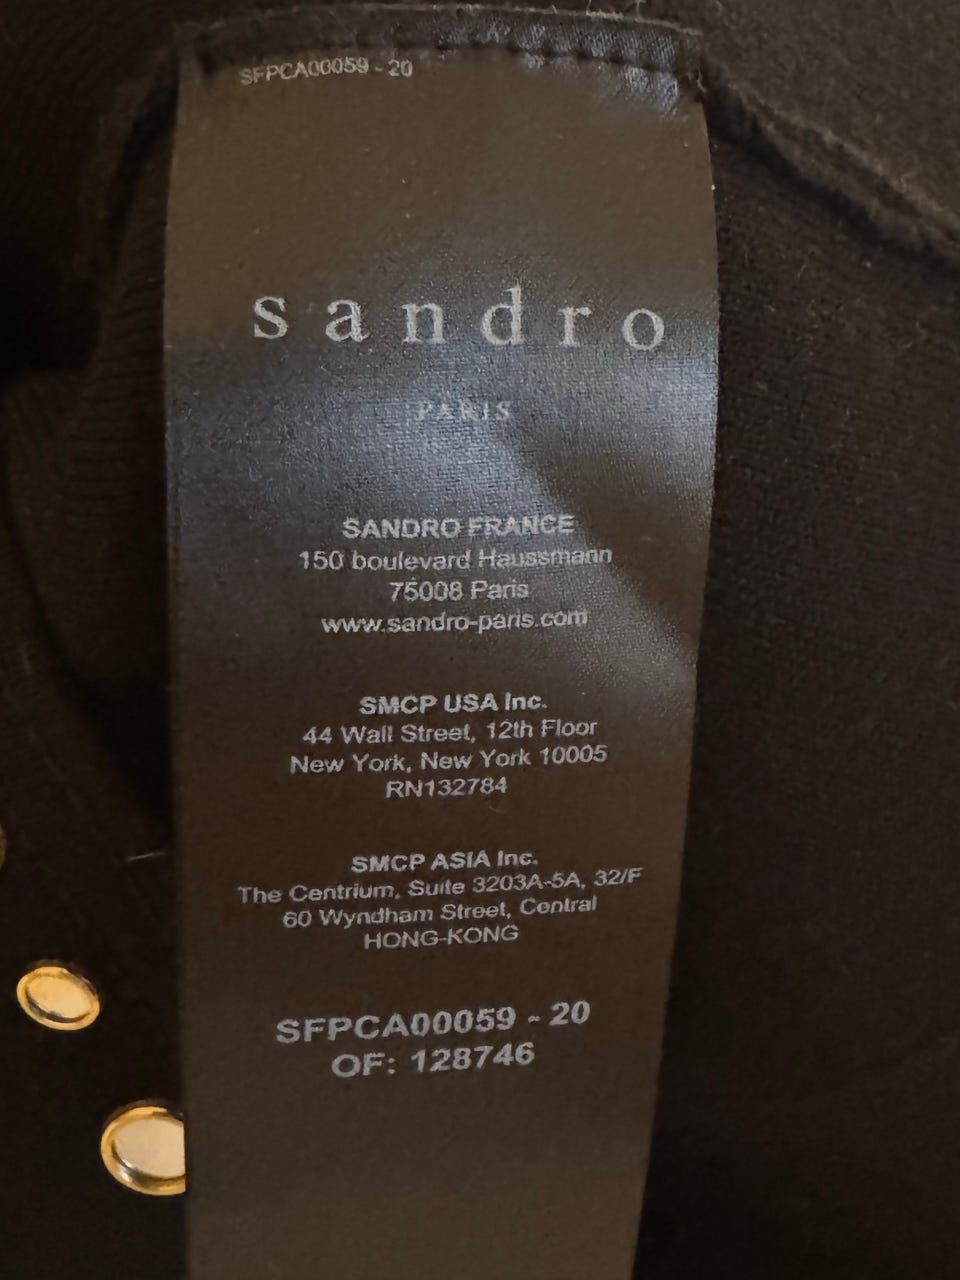 SFPCA00059 - 20
sandro
PARIS
SANDRO FRANCE
150 boulevard Haussmann
75008 Paris
www.sandro-paris.com
SMCP USA Inc.
44 Wall Street, 12th Floor
New York, New York 10005
RN132784
SMCP ASIA Inc.
The Centrium, Suite 3203A-5A, 32/F
60 Wyndham Street, Central
HONG-KONG
SFPCA00059 - 20
OF: 128746